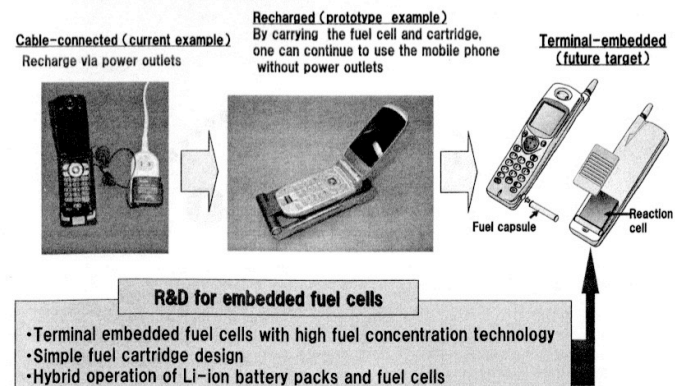 Cable-connected (current example)
Recharge via power outlets
Recharged (prototype example)
By carrying the fuel cell and cartridge,
one can continue to use the mobile phone
without power outlets
Terminal-embedded
(future target)
Fuel capsule
Reaction
cell
R&D for embedded fuel cells
•Terminal embedded fuel cells with high fuel concentration technology
•Simple fuel cartridge design
•Hybrid operation of Li-ion battery packs and fuel cells